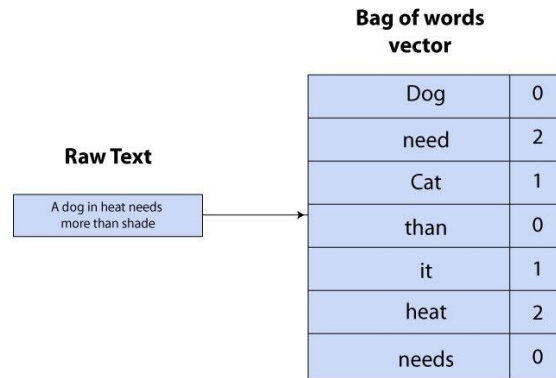 Bag of words
vector
Raw Text
A dog in heat needs
more than shade
Dog 0
need 2
Cat 1
than 0
it 1
heat 2
needs 0